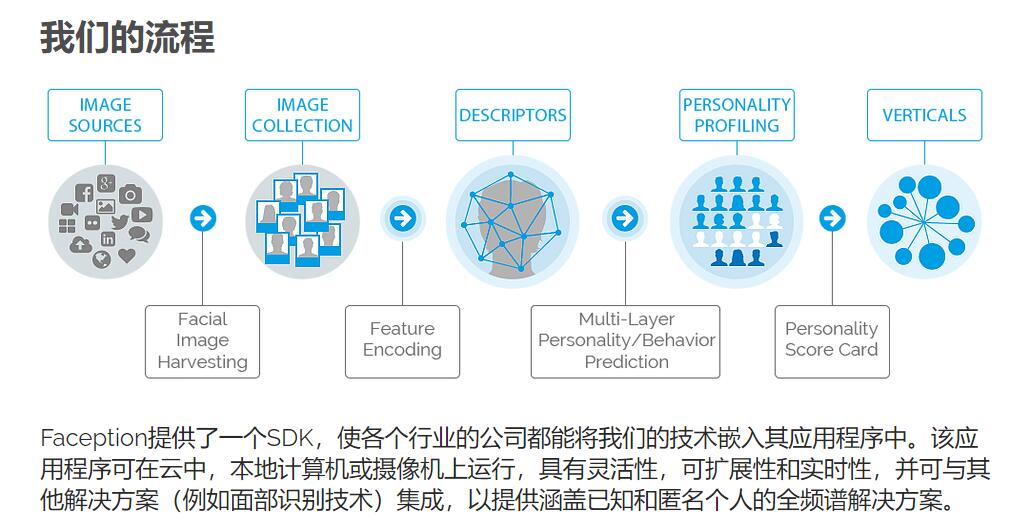 我们的流程
IMAGE
SOURCES
IMAGE
COLLECTION
DESCRIPTORS
PERSONALITY
PROFILING
VERTICALS
Facial
Image
Harvesting
Feature
Encoding
Multi-Layer
Personality/Behavior
Prediction
Personality
Score Card
Faception提供了一个SDK，使各个行业的公司都能将我们的技术嵌入其应用程序中。该应
用程序可在云中，本地计算机或摄像机上运行，具有灵活性，可扩展性和实时性，并可与其
他解决方案（例如面部识别技术）集成，以提供涵盖已知和匿名个人的全频谱解决方案。